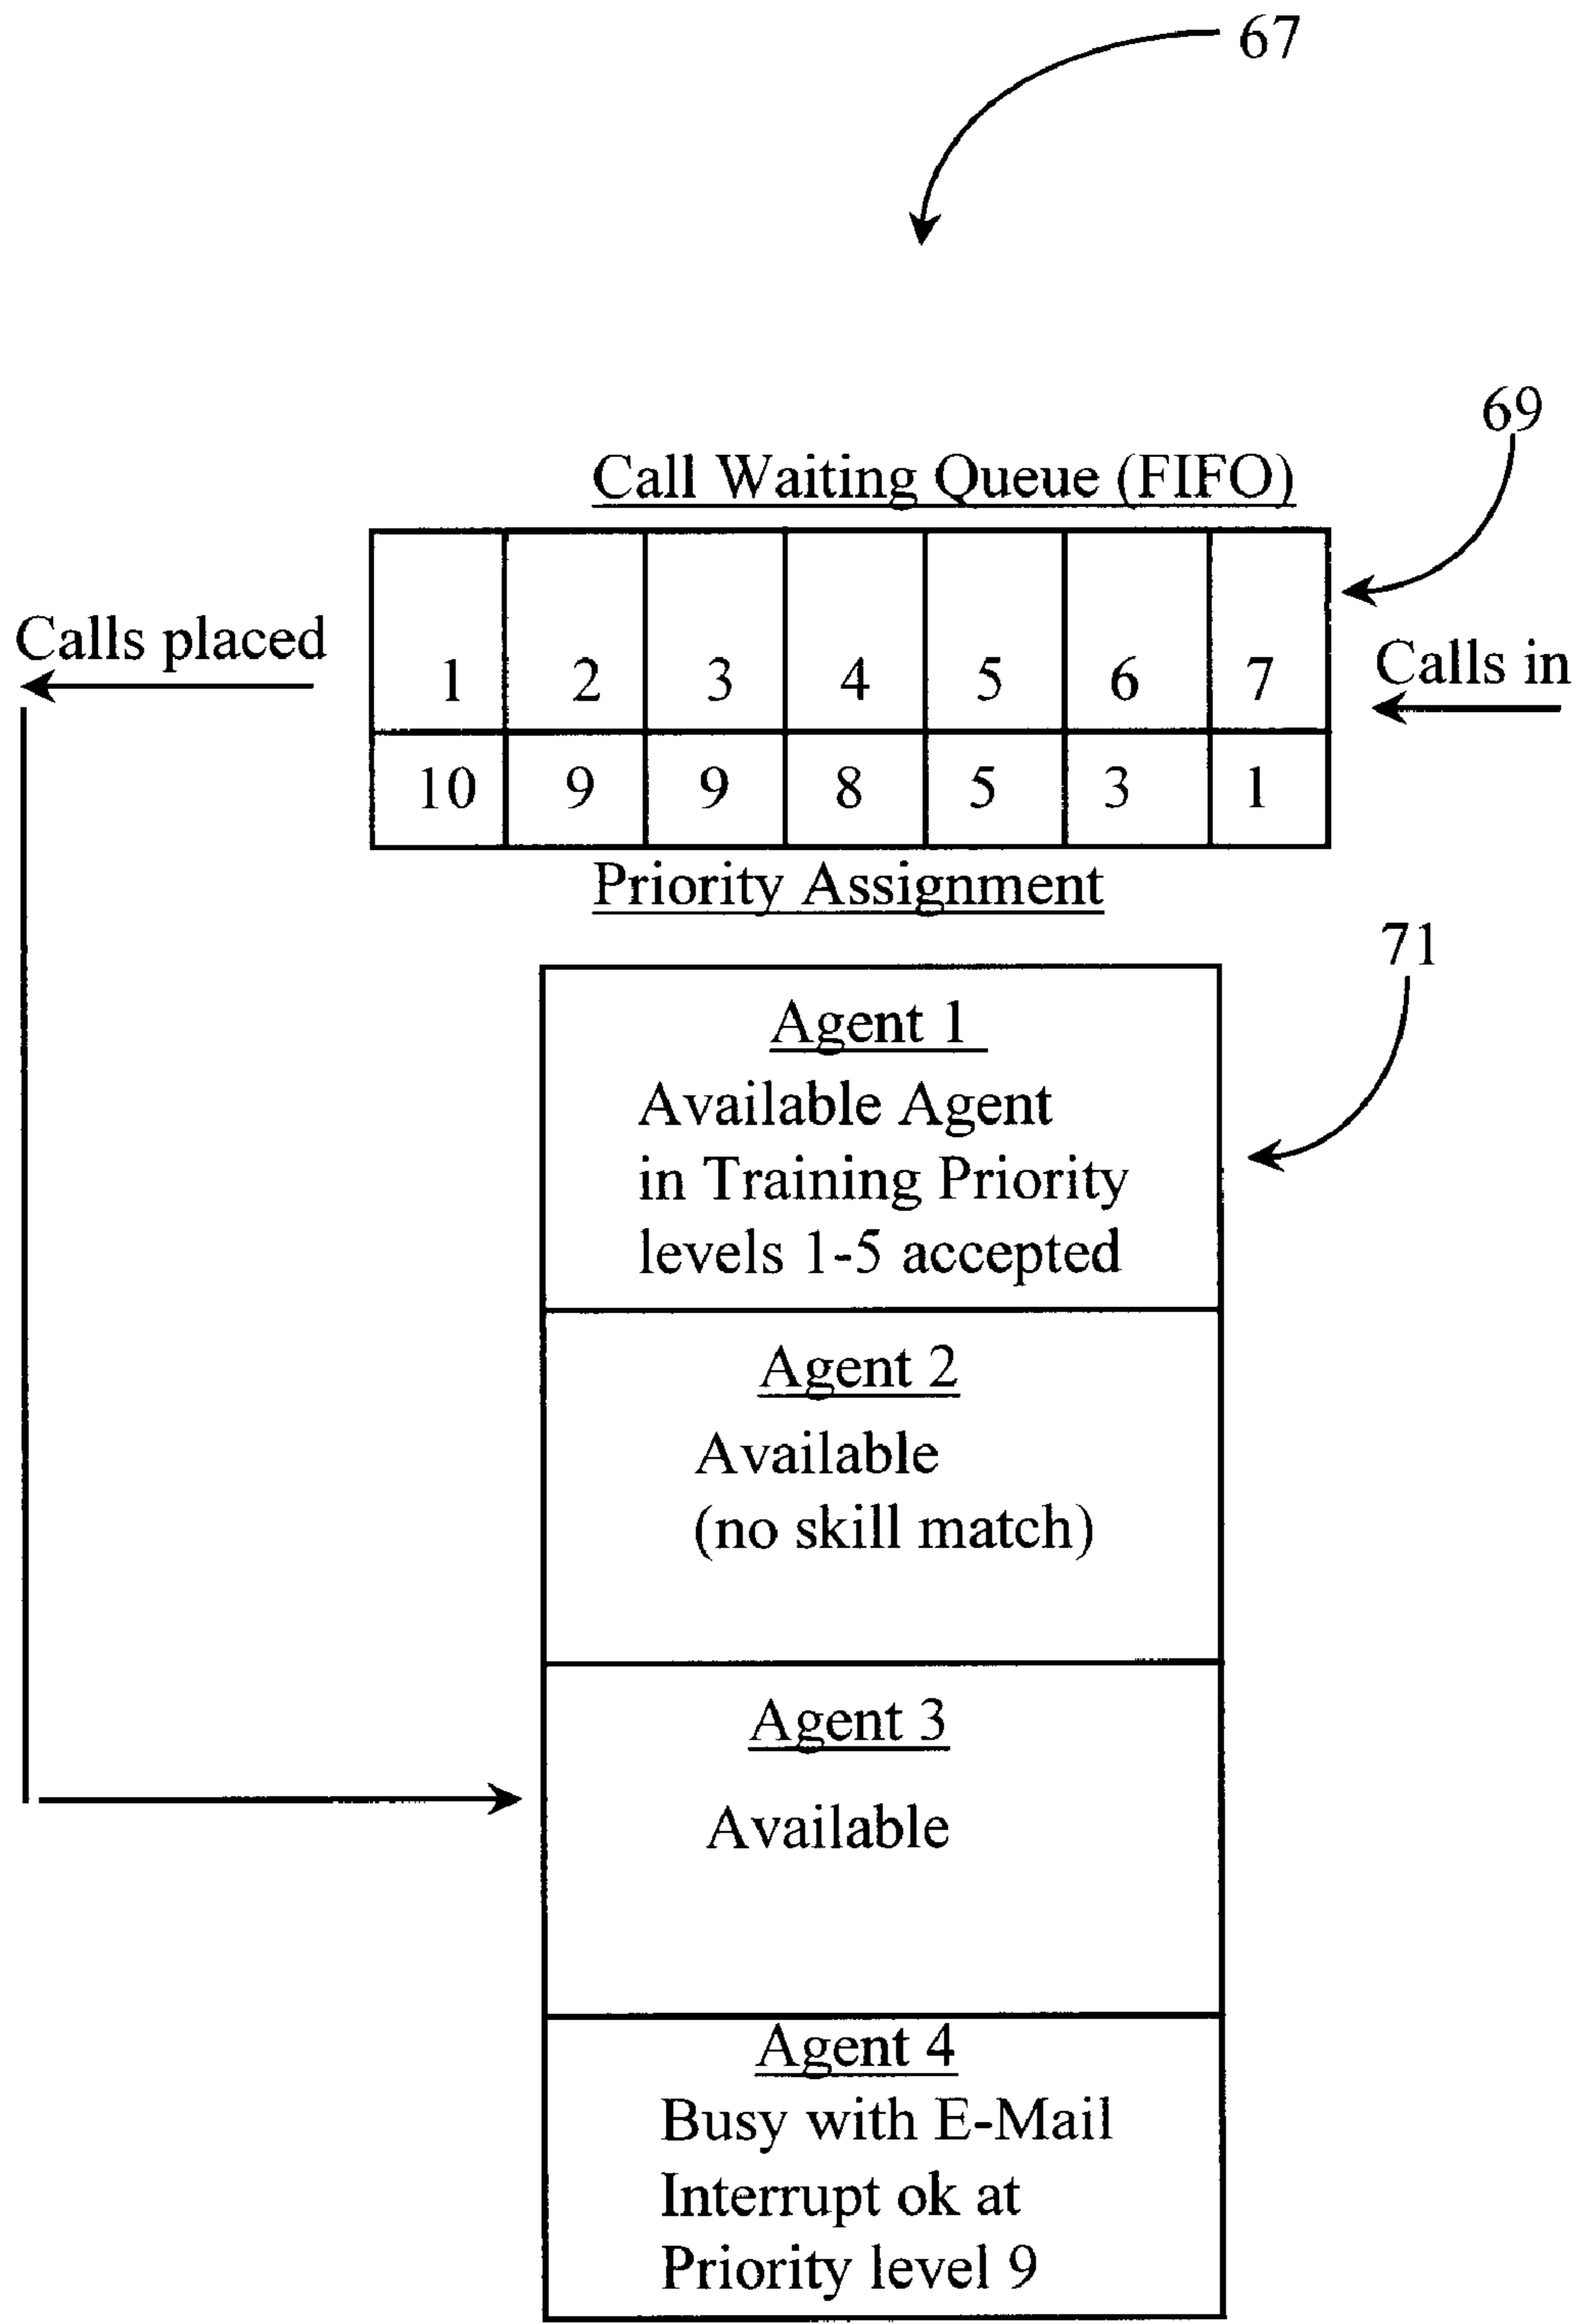 67
69
Call Waiting Queue (FIFO)
Calls placed
1 2 3 4 5 6 7
Calls in
10 9 9 8 5 3 1
Priority Assignment
71
Agent 1
Available Agent
in Training Priority
levels 1-5 accepted
Agent 2
Available
(no skill match)
Agent 3
Available
Agent 4
Busy with E-Mail
Interrupt ok at
Priority level 9